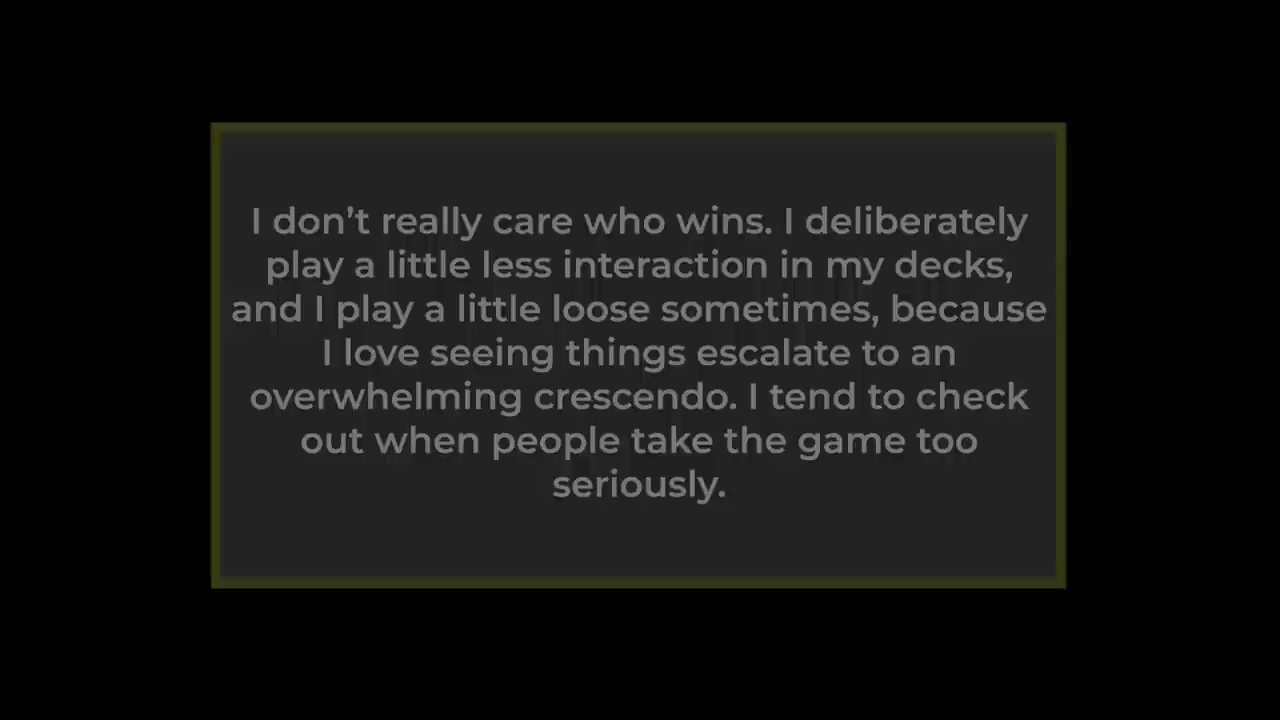 I don’t really care who wins. I deliberately
play a little less interaction in my decks,
and I play a little loose sometimes, because
I love seeing things escalate to an
overwhelming crescendo. I tend to check
out when people take the game too
seriously.